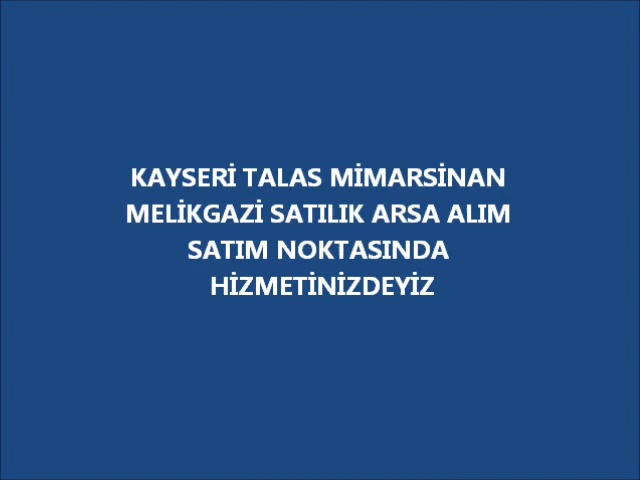 KAYSERİ TALAS MİMARSİNAN
MELİKGAZİ SATILIK ARSA ALIM
SATIM NOKTASINDA
HİZMETİNİZDEYİZ